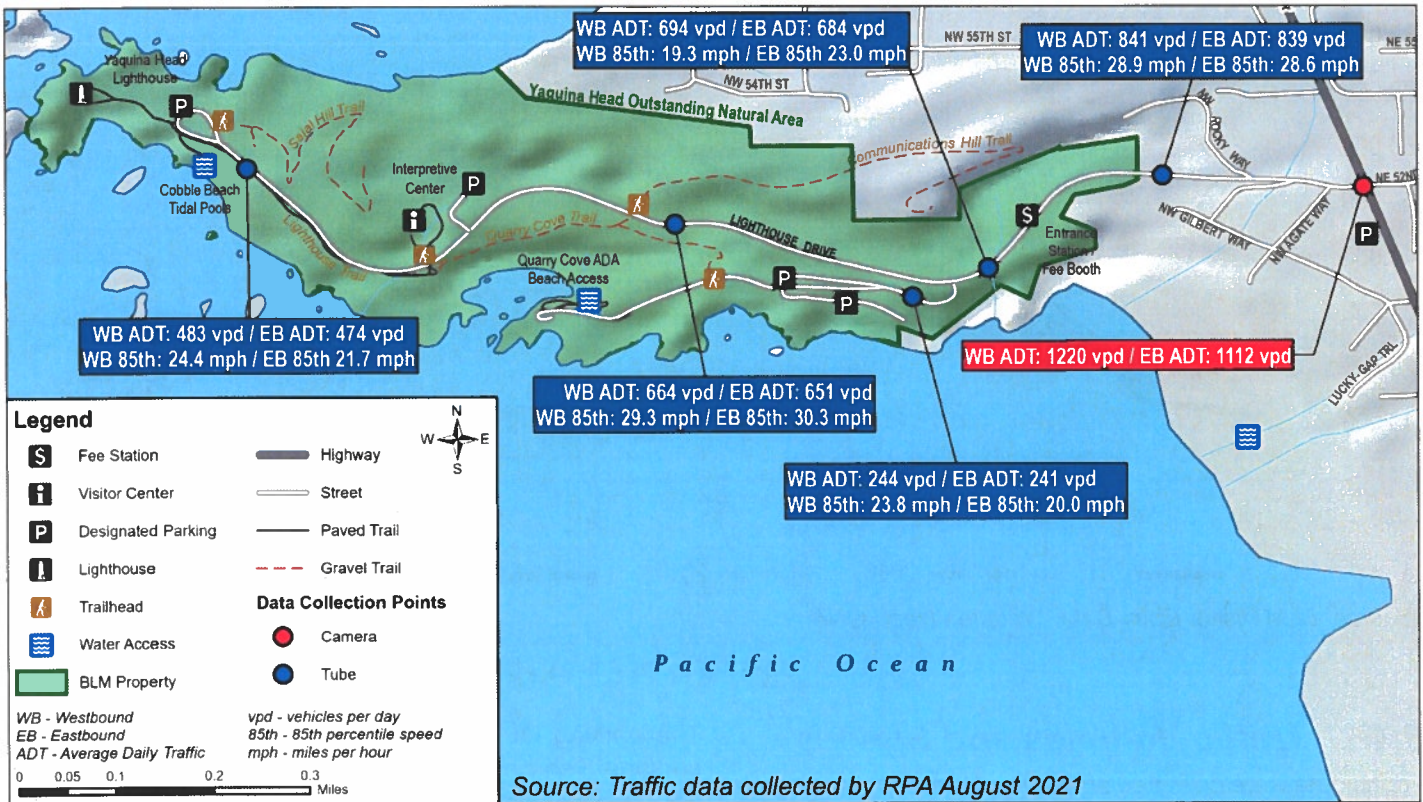 WB ADT: 694 vpd / EB ADT: 684 vpd
WB 85th: 19.3 mph / EB 85th 23.0 mph
WB ADT: 841 vpd / EB ADT: 839 vpd
WB 85th: 28.9 mph / EB 85th: 28.6 mph
NW 55TH ST
NE 55
NW 54TH ST
Yaquina Head
Lighthouse
Yaquina Head Outstanding Natural Area
P
Salal Hill Trail
NW ROCKY WAY
Communications Hill Trail
Cobble Beach
Tidal Pools
Interpretive
Center
P
NE 52ND
NW GILBERT WAY
NW AGATE WAY
P
Lighthouse Trail
Quarry Cove Trail
LIGHTHOUSE DRIVE
$
Entrance
Station /
Fee Booth
Quarry Cove ADA
Beach Access
P
P
WB ADT: 483 vpd / EB ADT: 474 vpd
WB 85th: 24.4 mph / EB 85th 21.7 mph
WB ADT: 1220 vpd / EB ADT: 1112 vpd
LUCKY GAP TRL
WB ADT: 664 vpd / EB ADT: 651 vpd
WB 85th: 29.3 mph / EB 85th: 30.3 mph
WB ADT: 244 vpd / EB ADT: 241 vpd
WB 85th: 23.8 mph / EB 85th: 20.0 mph
Legend
N
W E
S
$ Fee Station
Highway
i Visitor Center
Street
P Designated Parking
Paved Trail
Lighthouse
Gravel Trail
Trailhead
Data Collection Points
Water Access
Camera
BLM Property
Tube
WB - Westbound
EB - Eastbound
ADT - Average Daily Traffic
vpd - vehicles per day
85th - 85th percentile speed
mph - miles per hour
0 0.05 0.1 0.2 0.3
Miles
Pacific Ocean
Source: Traffic data collected by RPA August 2021